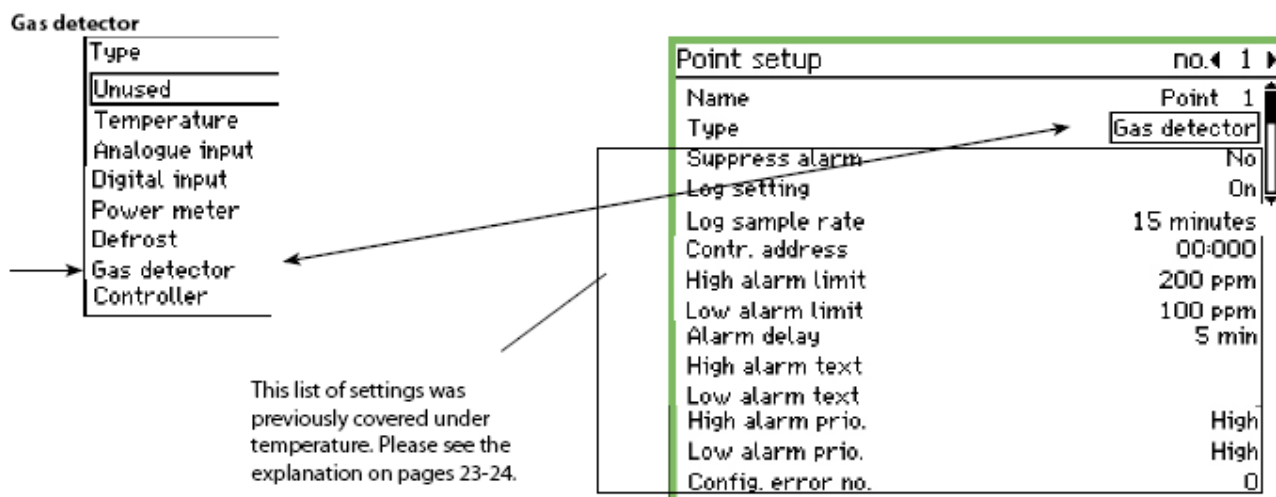 Gas detector
Type
Unused
Temperature
Analogue input
Digital input
Power meter
Defrost
Gas detector
Controller
This list of settings was
previously covered under
temperature. Please see the
explanation on pages 23-24.
Point setup no. 1
Name Point 1
Type Gas detector
Suppress alarm No
Log setting On
Log sample rate 15 minutes
Contr. address 00:000
High alarm limit 200 ppm
Low alarm limit 100 ppm
Alarm delay 5 min
High alarm text
Low alarm text
High alarm prio. High
Low alarm prio. High
Config. error no. 0